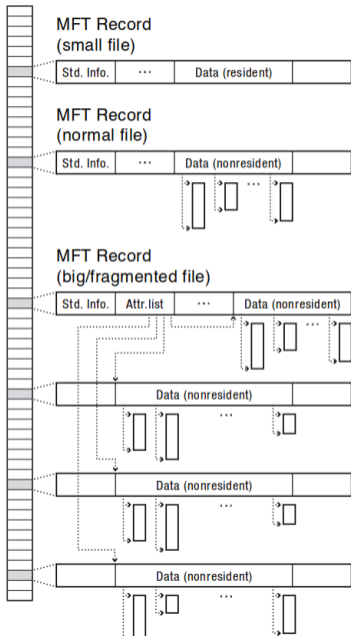 MFT Record
(small file)
Std. Info. ... Data (resident)
MFT Record
(normal file)
Std. Info. ... Data (nonresident)
...
MFT Record
(big/fragmented file)
Std. Info. Attr.list ... Data (nonresident)
...
Data (nonresident)
...
Data (nonresident)
...
Data (nonresident)
...